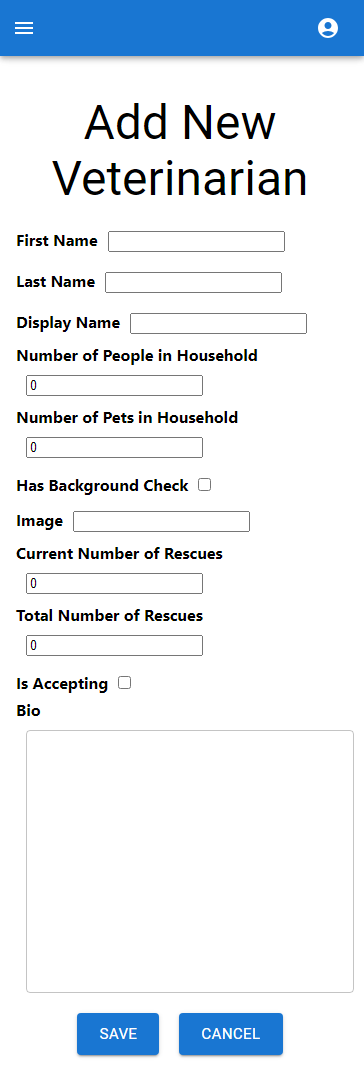 Add New
Veterinarian
First Name
Last Name
Display Name
Number of People in Household
0
Number of Pets in Household
0
Has Background Check
Image
Current Number of Rescues
0
Total Number of Rescues
0
Is Accepting
Bio
SAVE CANCEL